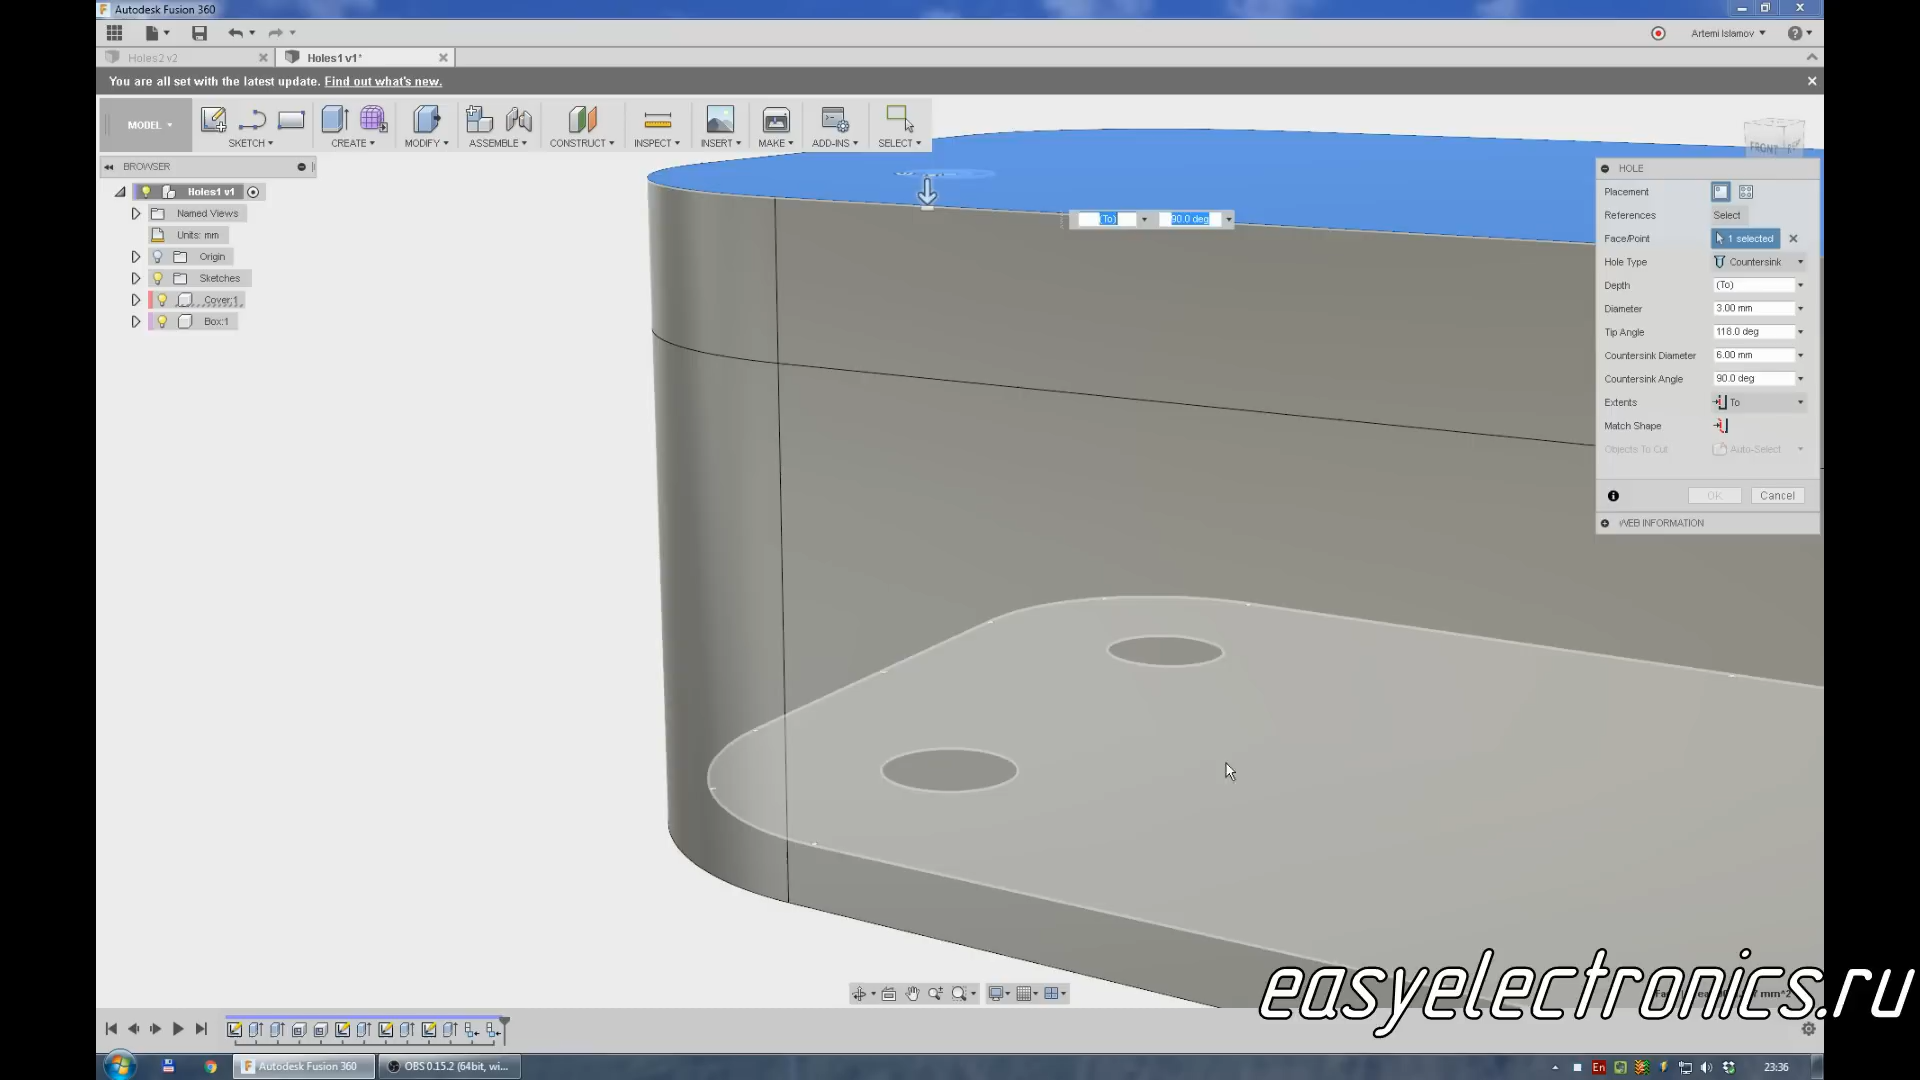 Autodesk Fusion 360
Artemi Islamov
Holes2 v2
Holes1 v1*
You are all set with the latest update. Find out what's new.
MODEL
SKETCH
CREATE
MODIFY
ASSEMBLE
CONSTRUCT
INSPECT
INSERT
MAKE
ADD-INS
SELECT
FRONT
BROWSER
Holes1 v1
Named Views
Units: mm
Origin
Sketches
Cover:1
Box:1
(To)
90.0 deg
HOLE
Placement
References
Select
Face/Point
1 selected
Hole Type
Countersink
Depth
(To)
Diameter
3.00 mm
Tip Angle
118.0 deg
Countersink Diameter
6.00 mm
Countersink Angle
90.0 deg
Extents
To
Match Shape
Objects To Cut
Auto-Select
OK
Cancel
WEB INFORMATION
easyelectronics.ru
Autodesk Fusion 360
OBS 0.15.2 (64bit, wi...
En
23:36